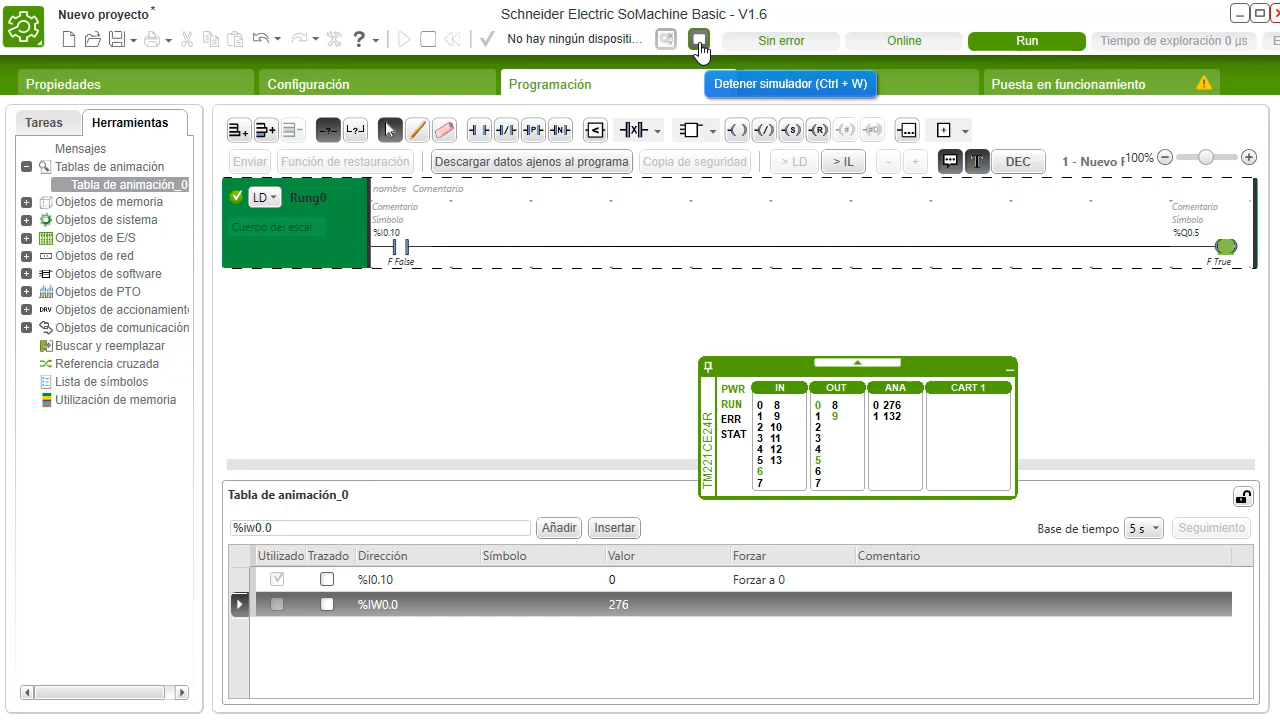 Nuevo proyecto *
Schneider Electric SoMachine Basic - V1.6
No hay ningún dispositi...
Sin error
Online
Run
Tiempo de exploración 0 µs
Propiedades
Configuración
Programación
Detener simulador (Ctrl + W)
Puesta en funcionamiento
Tareas
Herramientas
Mensajes
Tablas de animación
Tabla de animación_0
Objetos de memoria
Objetos de sistema
Objetos de E/S
Objetos de red
Objetos de software
Objetos de PTO
Objetos de accionamiento
Objetos de comunicación
Buscar y reemplazar
Referencia cruzada
Lista de símbolos
Utilización de memoria
Enviar
Función de restauración
Descargar datos ajenos al programa
Copia de seguridad
> LD
> IL
-
+
T
DEC
1 - Nuevo
100%
LD
Rung0
Cuerpo del escal
nombre Comentario
Comentario
Símbolo
%I0.10
F False
Comentario
Símbolo
%Q0.5
F True
TM221CE24R
PWR
RUN
ERR
STAT
IN
0 8
1 9
2 10
3 11
4 12
5 13
6
7
OUT
0 8
1 9
2
3
4
5
6
7
ANA
0 276
1 132
CART 1
Tabla de animación_0
%iw0.0
Añadir
Insertar
Base de tiempo
5 s
Seguimiento
Utilizado Trazado Dirección Símbolo Valor Forzar Comentario
%I0.10 0 Forzar a 0
%IW0.0 276